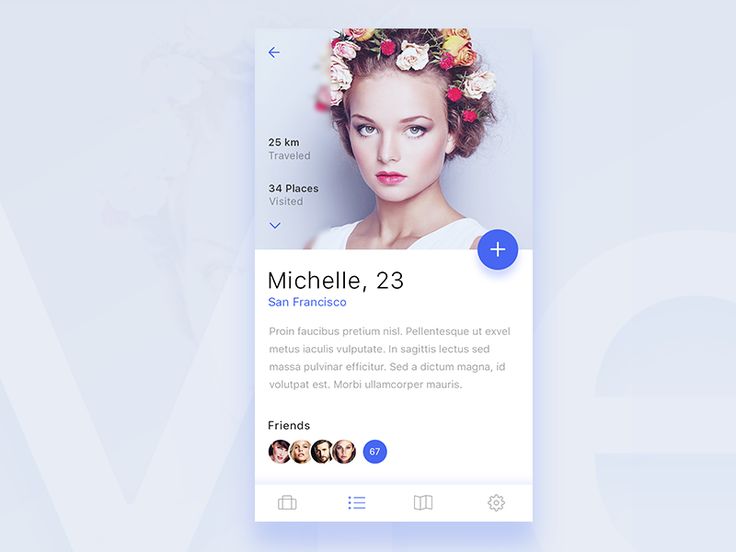 25 km
Traveled
34 Places
Visited
Michelle, 23
San Francisco
Proin faucibus pretium nisl. Pellentesque ut exvel
metus iaculis vulputate. In sagittis lectus sed
massa pulvinar efficitur. Sed a dictum magna, id
volutpat est. Morbi ullamcorper mauris.
Friends
67